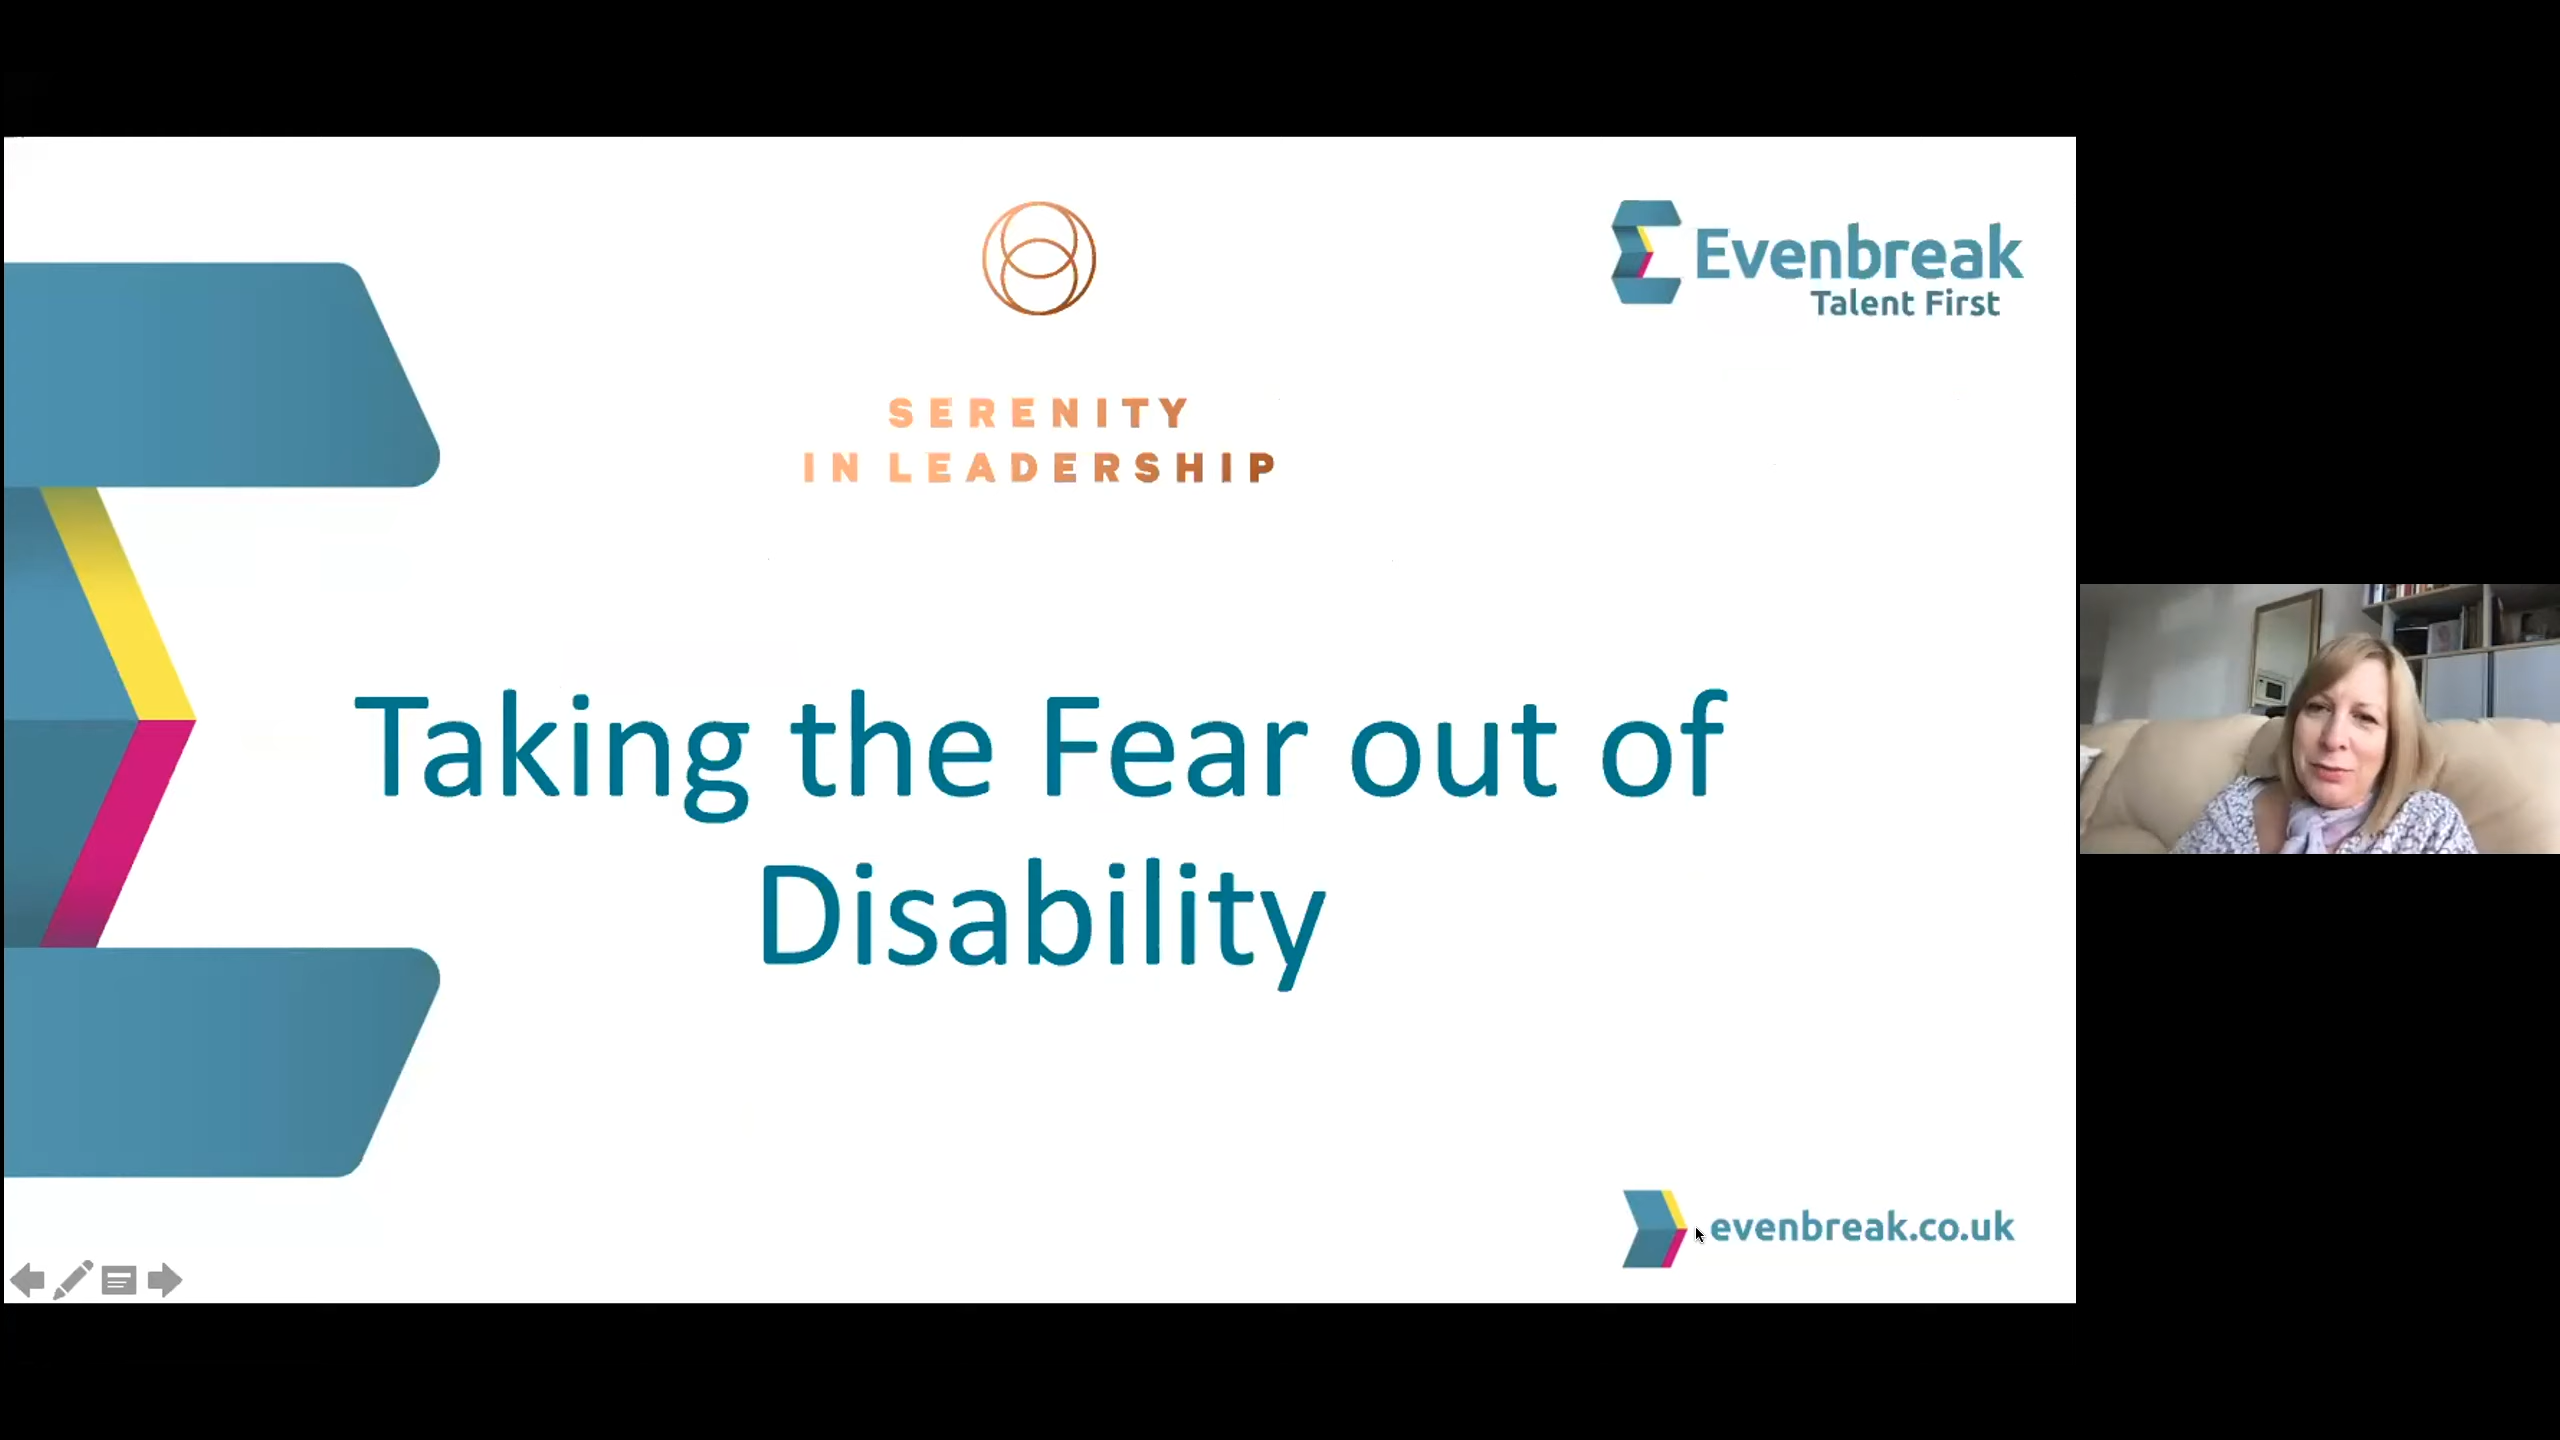 Evenbreak
Talent First
SERENITY
IN LEADERSHIP
Taking the Fear out of
Disability
evenbreak.co.uk